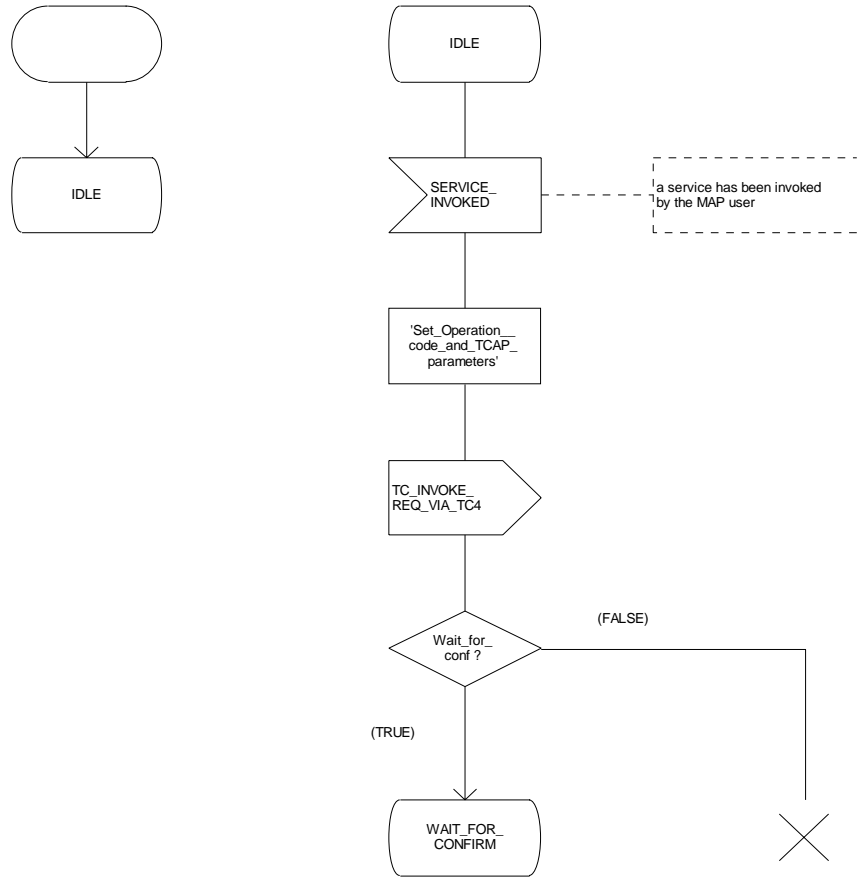 IDLE
IDLE
SERVICE_
INVOKED
a service has been invoked
by the MAP user
'Set_Operation__
code_and_TCAP_
parameters'
TC_INVOKE_
REQ_VIA_TC4
Wait_for_
conf ?
(FALSE)
(TRUE)
WAIT_FOR_
CONFIRM